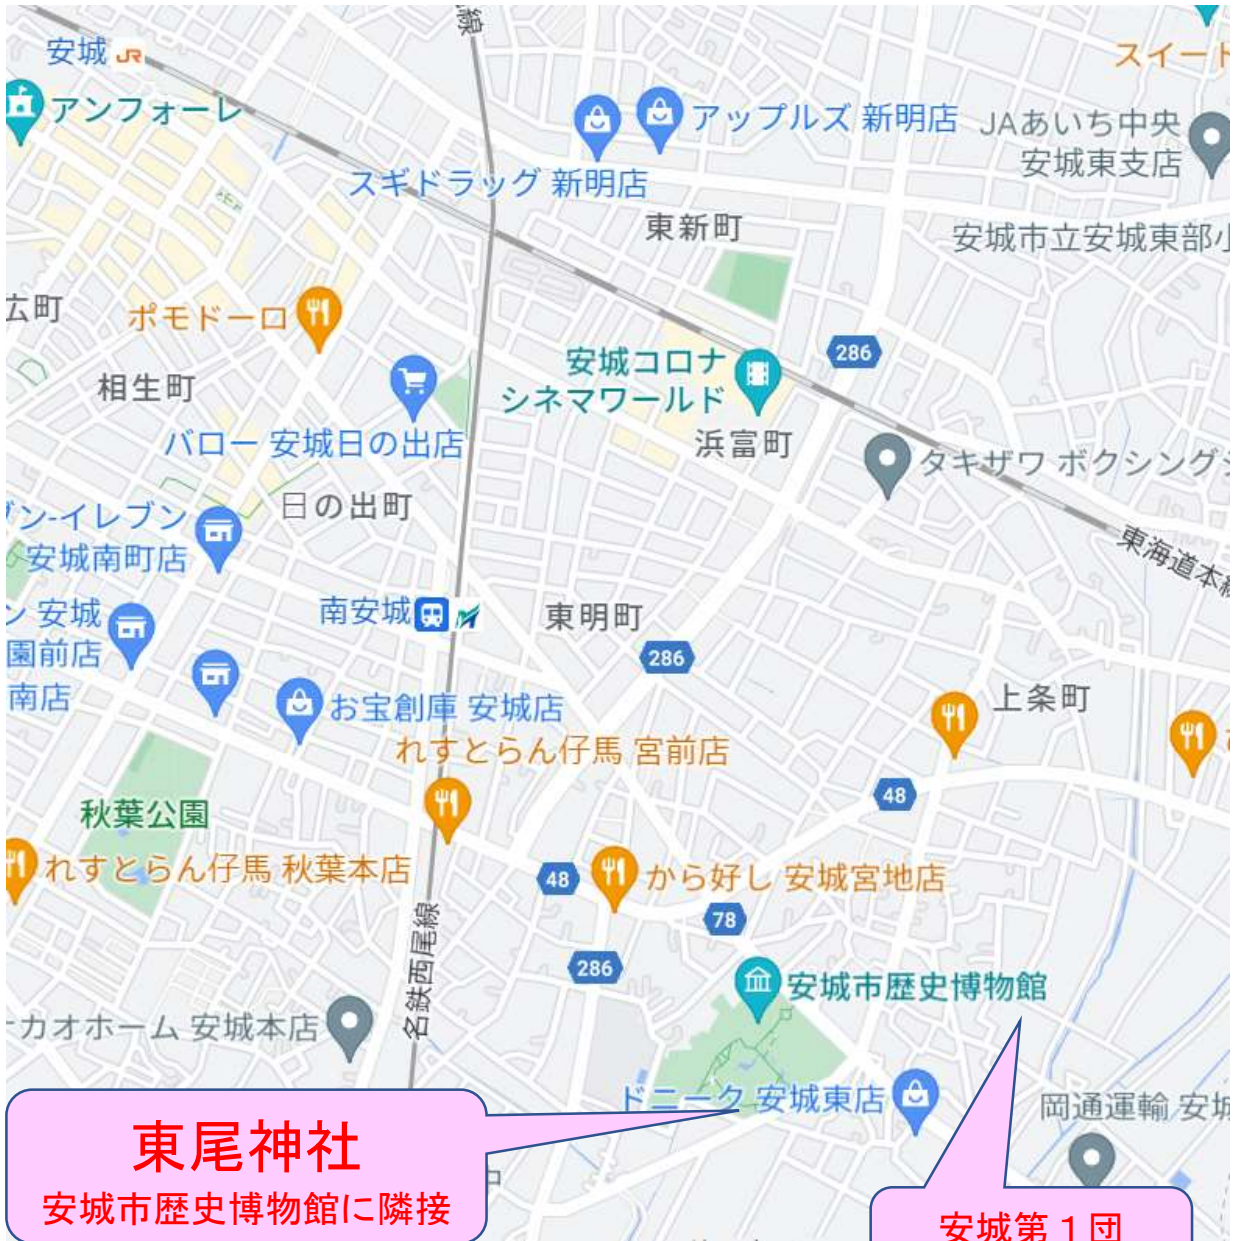 線
安城 JR
スイート
アンフォーレ
アップルズ 新明店
JAあいち中央
安城東支店
スギドラッグ 新明店
東新町
安城市立安城東部小
広町
ポモドーロ
286
安城コロナ
シネマワールド
相生町
バロー 安城日の出店
浜富町
タキザワ ボクシングジ
日の出町
ブン-イレブン
安城南町店
東海道本線
南安城
東明町
ン 安城
園前店
南店
286
上条町
お宝創庫 安城店
れすとらん仔馬 宮前店
48
秋葉公園
れすとらん仔馬 秋葉本店
48
から好し 安城宮地店
78
名鉄西尾線
286
安城市歴史博物館
カオホーム 安城本店
ドミーク 安城東店
岡通運輸 安城
東尾神社
安城市歴史博物館に隣接
安城第1団